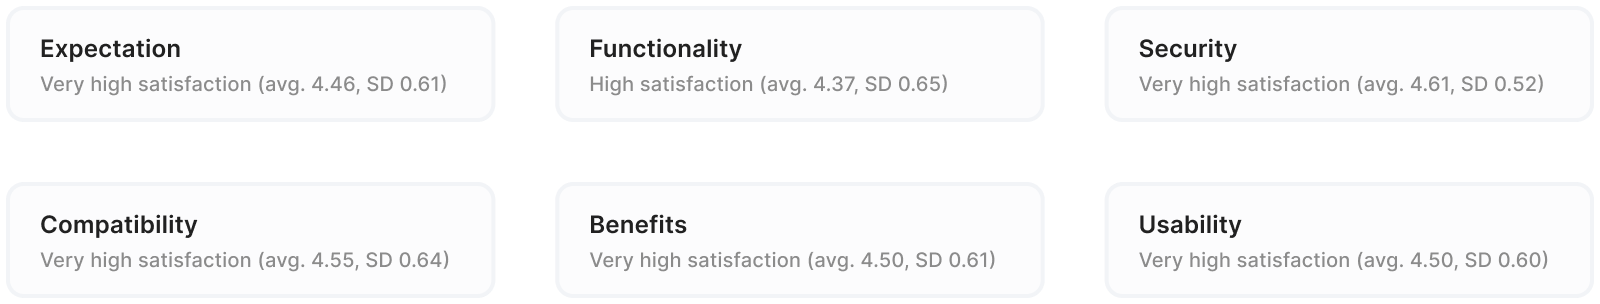 Expectation
Very high satisfaction (avg. 4.46, SD 0.61)
Functionality
High satisfaction (avg. 4.37, SD 0.65)
Security
Very high satisfaction (avg. 4.61, SD 0.52)
Compatibility
Very high satisfaction (avg. 4.55, SD 0.64)
Benefits
Very high satisfaction (avg. 4.50, SD 0.61)
Usability
Very high satisfaction (avg. 4.50, SD 0.60)